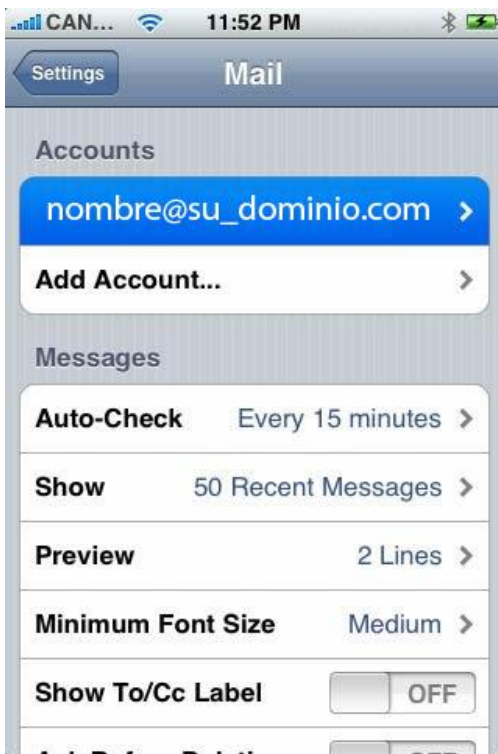 CAN... 11:52 PM
Settings Mail
Accounts
nombre@su_dominio.com
Add Account...
Messages
Auto-Check Every 15 minutes
Show 50 Recent Messages
Preview 2 Lines
Minimum Font Size Medium
Show To/Cc Label OFF